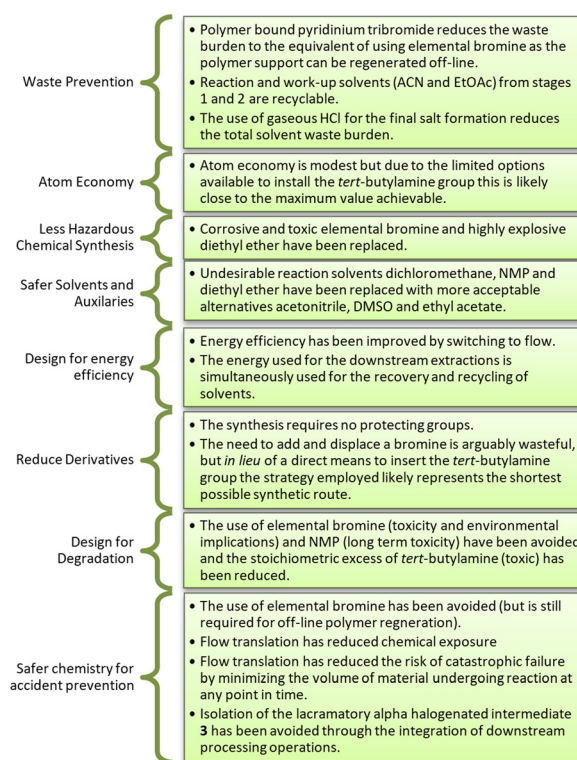 Waste Prevention
• Polymer bound pyridinium tribromide reduces the waste
burden to the equivalent of using elemental bromine as the
polymer support can be regenerated off-line.
• Reaction and work-up solvents (ACN and EtOAc) from stages
1 and 2 are recyclable.
• The use of gaseous HCl for the final salt formation reduces
the total solvent waste burden.
Atom Economy
• Atom economy is modest but due to the limited options
available to install the tert-butylamine group this is likely
close to the maximum value achievable.
Less Hazardous
Chemical Synthesis
• Corrosive and toxic elemental bromine and highly explosive
diethyl ether have been replaced.
Safer Solvents and
Auxilaries
• Undesirable reaction solvents dichloromethane, NMP and
diethyl ether have been replaced with more acceptable
alternatives acetonitrile, DMSO and ethyl acetate.
Design for energy
efficiency
• Energy efficiency has been improved by switching to flow.
• The energy used for the downstream extractions is
simultaneously used for the recovery and recycling of
solvents.
Reduce Derivatives
• The synthesis requires no protecting groups.
• The need to add and displace a bromine is arguably wasteful,
but in lieu of a direct means to insert the tert-butylamine
group the strategy employed likely represents the shortest
possible synthetic route.
Design for
Degradation
• The use of elemental bromine (toxicity and environmental
implications) and NMP (long term toxicity) have been avoided
and the stoichiometric excess of tert-butylamine (toxic) has
been reduced.
Safer chemistry for
accident prevention
• The use of elemental bromine has been avoided (but is still
required for off-line polymer regneration).
• Flow translation has reduced chemical exposure
• Flow translation has reduced the risk of catastrophic failure
by minimizing the volume of material undergoing reaction at
any point in time.
• Isolation of the lacramatory alpha halogenated intermediate
3 has been avoided through the integration of downstream
processing operations.